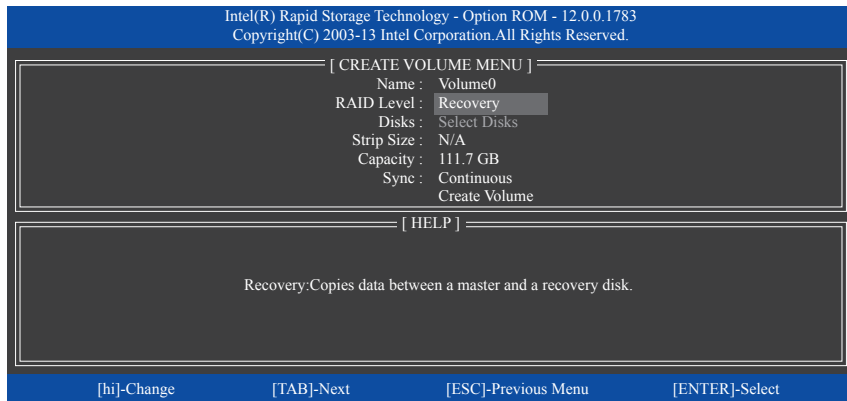 Intel(R) Rapid Storage Technology - Option ROM - 12.0.0.1783
Copyright(C) 2003-13 Intel Corporation.All Rights Reserved.
[ CREATE VOLUME MENU ]
Name : Volume0
RAID Level : Recovery
Disks : Select Disks
Strip Size : N/A
Capacity : 111.7 GB
Sync : Continuous
Create Volume
[ HELP ]
Recovery:Copies data between a master and a recovery disk.
[hi]-Change [TAB]-Next [ESC]-Previous Menu [ENTER]-Select